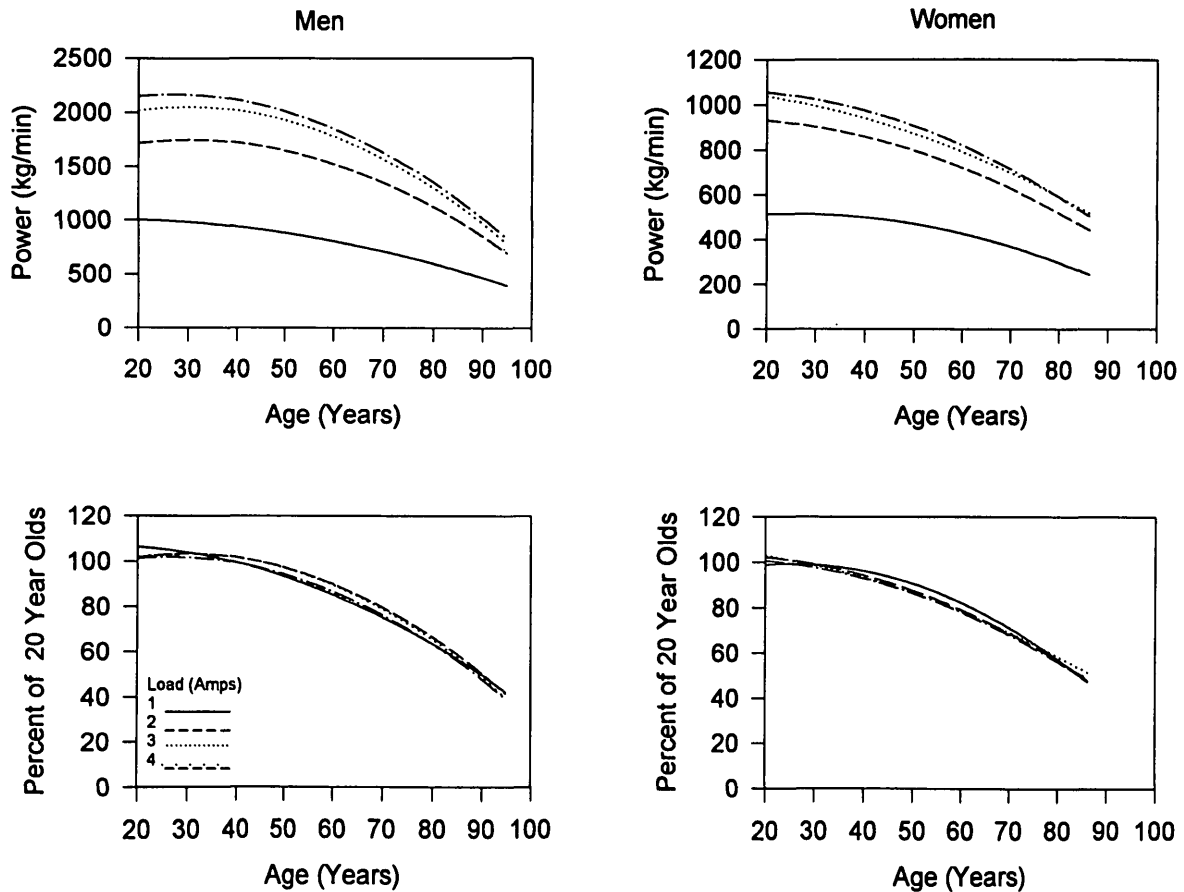 Men
Women
2500
2000
1500
1000
500
0
Power (kg/min)
20 30 40 50 60 70 80 90 100
Age (Years)
1200
1000
800
600
400
200
0
Power (kg/min)
20 30 40 50 60 70 80 90 100
Age (Years)
120
100
80
60
40
20
0
Percent of 20 Year Olds
Load (Amps)
1
2
3
4
20 30 40 50 60 70 80 90 100
Age (Years)
120
100
80
60
40
20
0
Percent of 20 Year Olds
20 30 40 50 60 70 80 90 100
Age (Years)